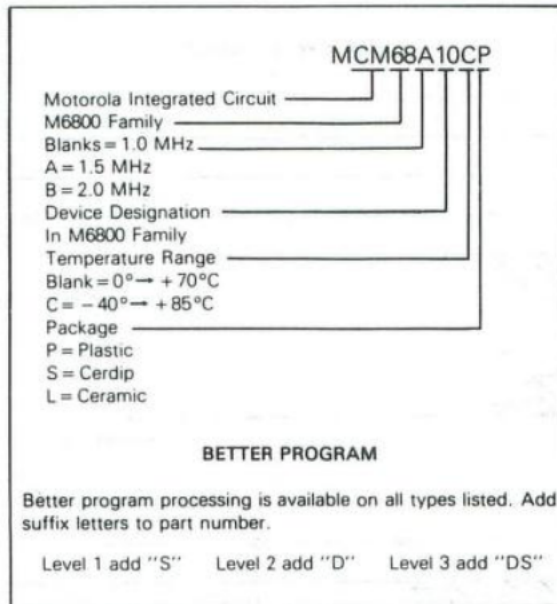 MCM68A10CP
Motorola Integrated Circuit
M6800 Family
Blanks = 1.0 MHz
A = 1.5 MHz
B = 2.0 MHz
Device Designation
In M6800 Family
Temperature Range
Blank = 0° → +70°C
C = −40° → +85°C
Package
P = Plastic
S = Cerdip
L = Ceramic
BETTER PROGRAM
Better program processing is available on all types listed. Add
suffix letters to part number.
Level 1 add "S" Level 2 add "D" Level 3 add "DS"